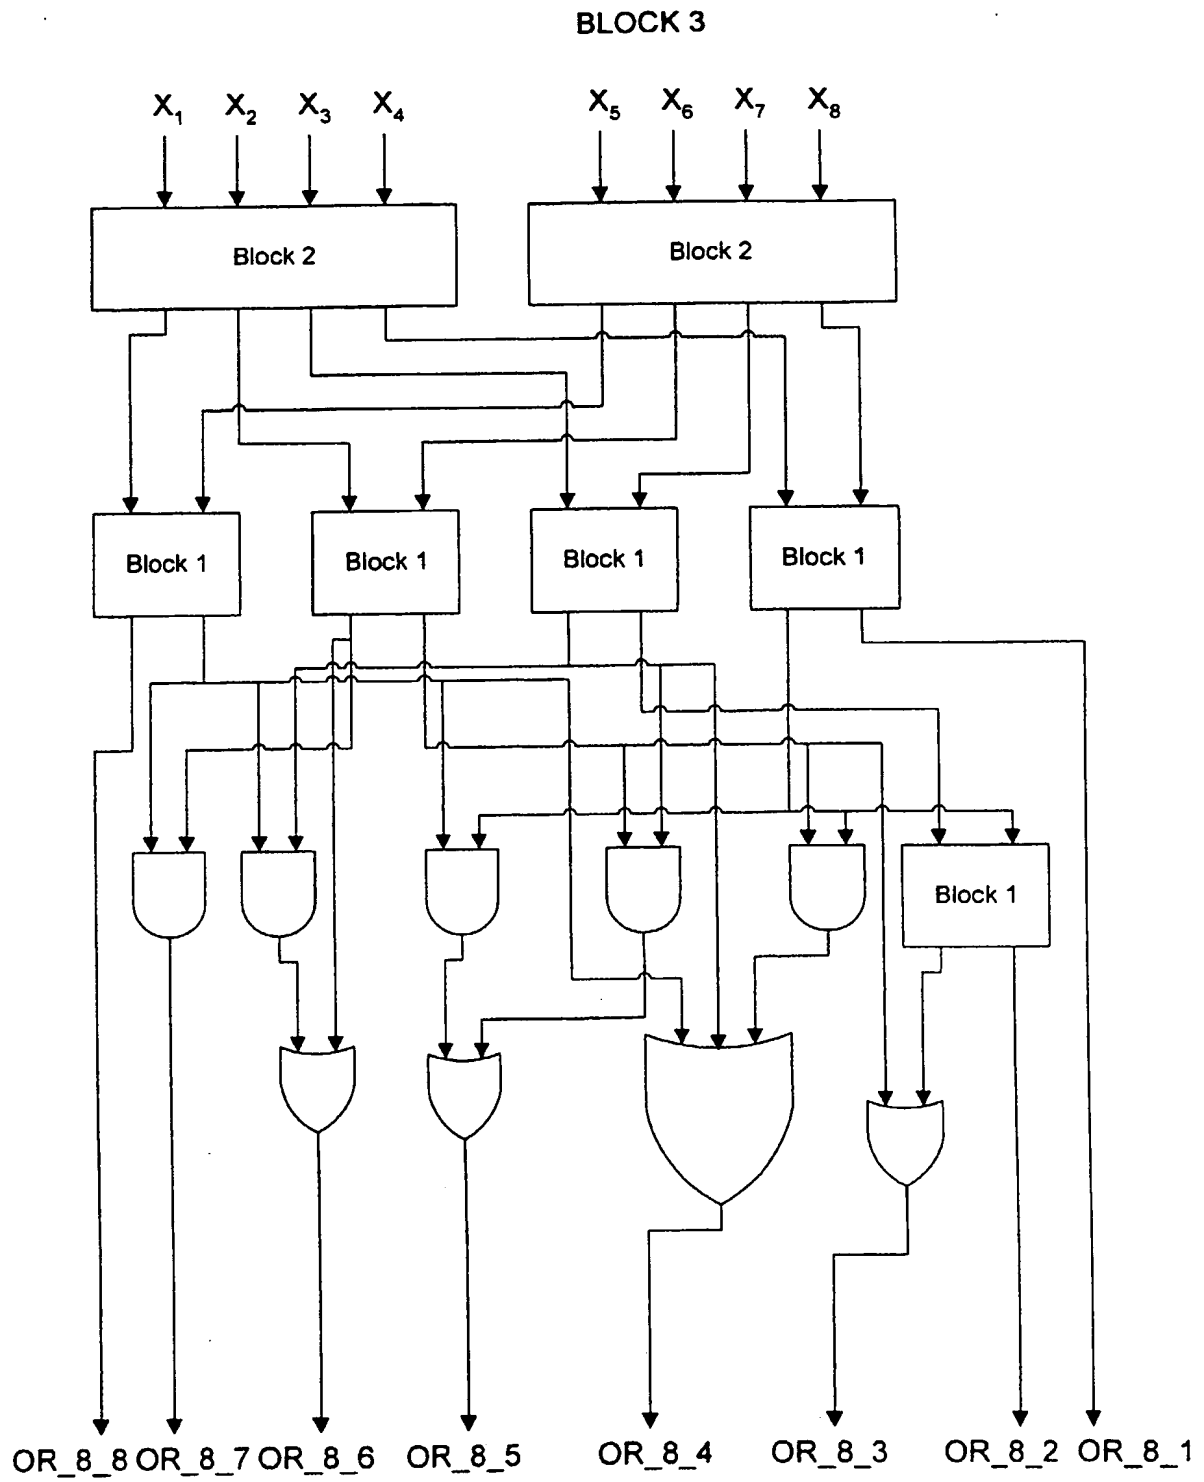 BLOCK 3
X₁ X₂ X₃ X₄ X₅ X₆ X₇ X₈
Block 2 Block 2
Block 1 Block 1 Block 1 Block 1
Block 1
OR_8_8 OR_8_7 OR_8_6 OR_8_5 OR_8_4 OR_8_3 OR_8_2 OR_8_1